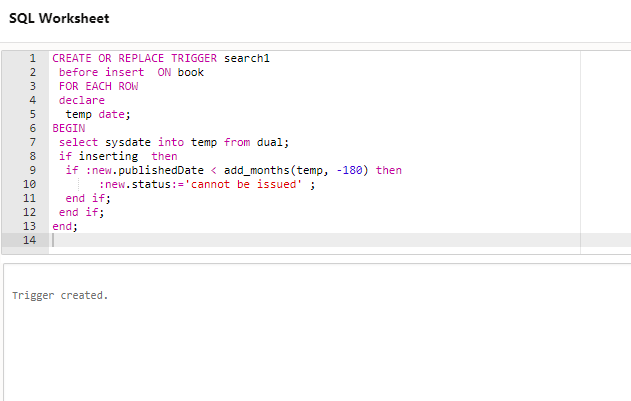 SQL Worksheet
1 CREATE OR REPLACE TRIGGER search1
2 before insert  ON book
3 FOR EACH ROW
4 declare
5 temp date;
6 BEGIN
7 select sysdate into temp from dual;
8 if inserting  then
9 if :new.publishedDate < add_months(temp, -180) then
10 :new.status:='cannot be issued' ;
11 end if;
12 end if;
13 end;
14
Trigger created.